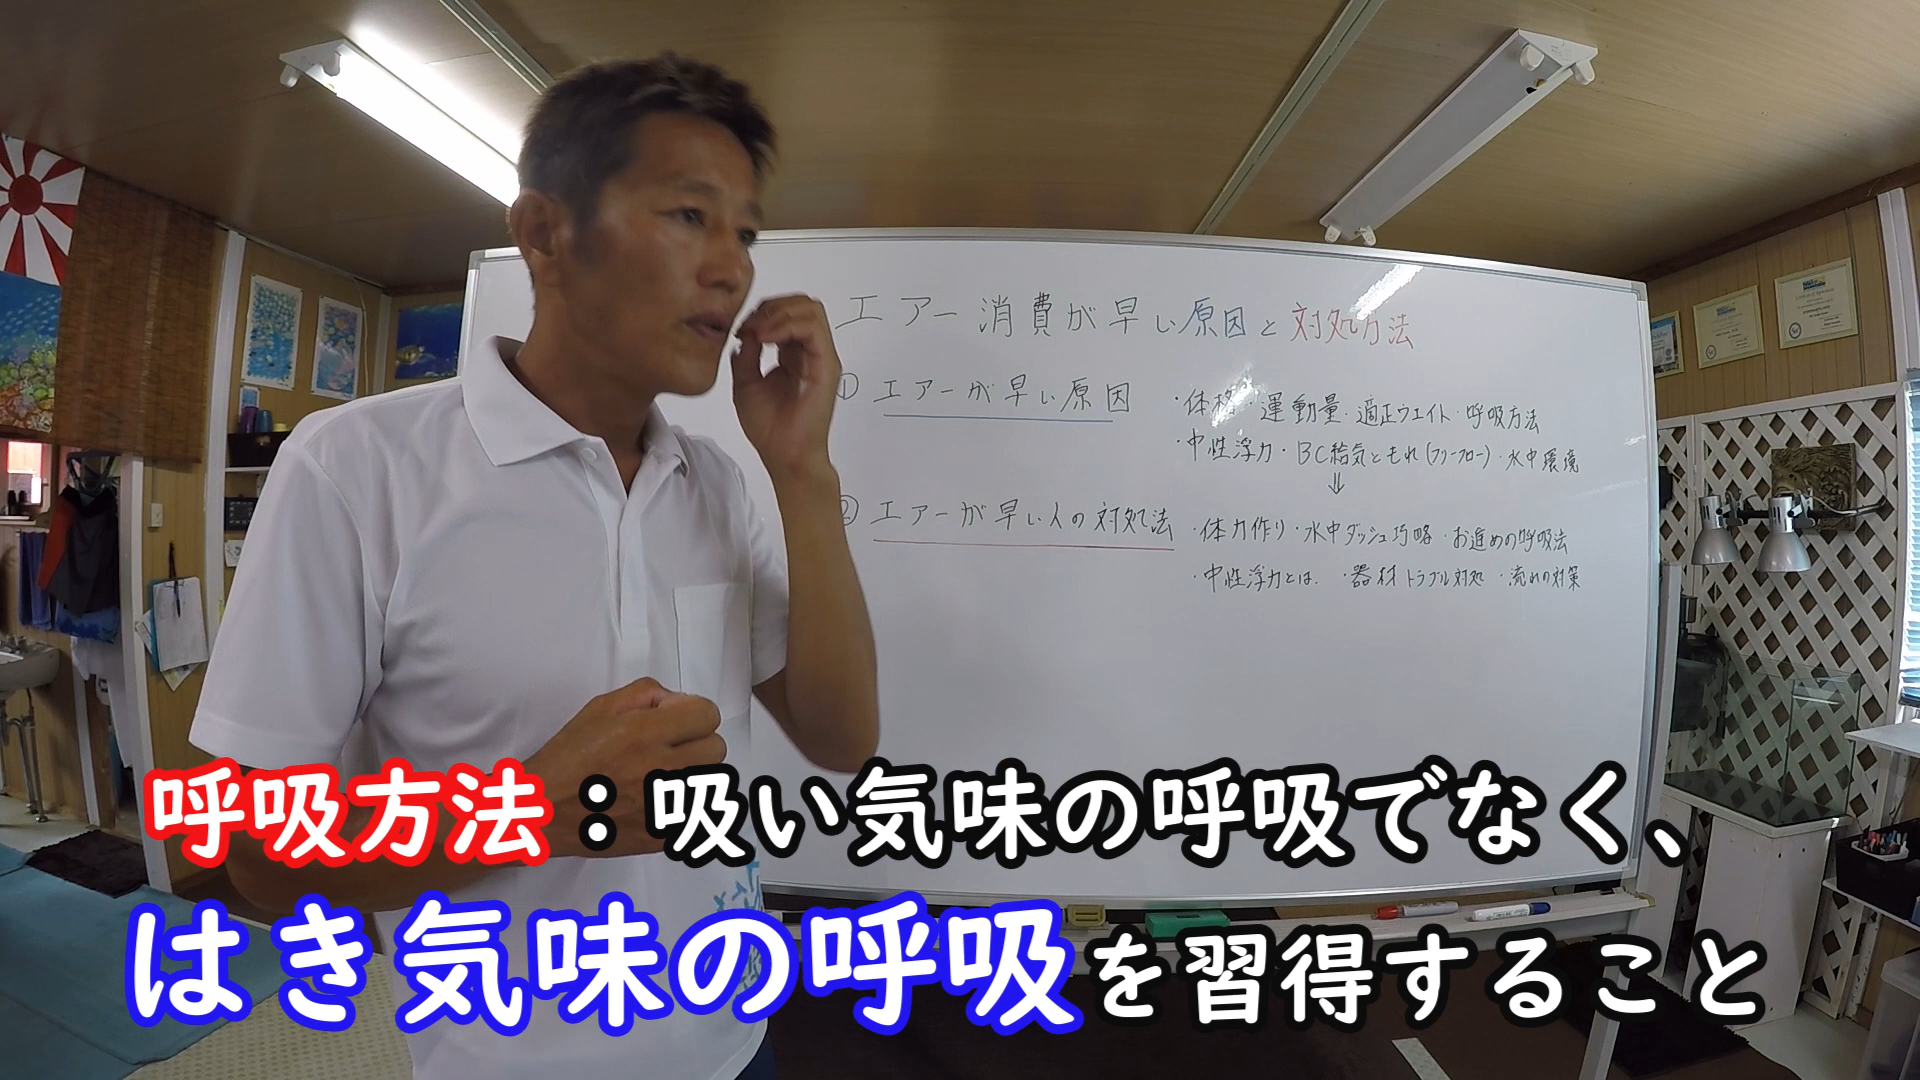 エアー消費が早い原因と対処方法
① エアーが早い原因
・体格・運動量・適正ウエイト・呼吸方法
・中性浮力・BC給気ともれ(フリーフロー)・水中環境
⇓
② エアーが早い人の対処法
・体力作り・水中ダッシュ巧略・お進めの呼吸法
・中性浮力とは・器材トラブル対処・流れの対策
呼吸方法：吸い気味の呼吸でなく、
はき気味の呼吸を習得すること